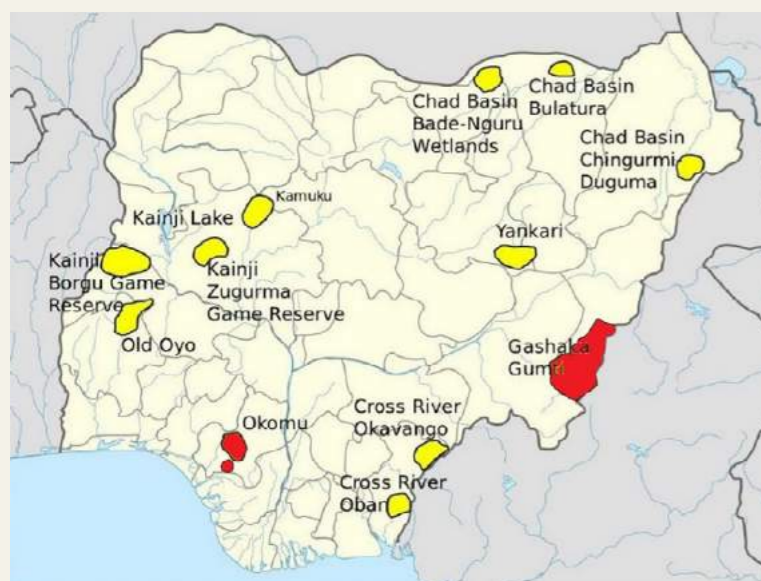 Chad Basin
Bade-Nguru
Wetlands
Chad Basin
Bulatura
Chad Basin
Chingurmi-
Duguma
Kamuku
Kainji Lake
Kainji
Borgu Game
Reserve
Kainji
Zugurma
Game Reserve
Yankari
Old Oyo
Gashaka
Gumti
Okomu
Cross River
Okavango
Cross River
Oban